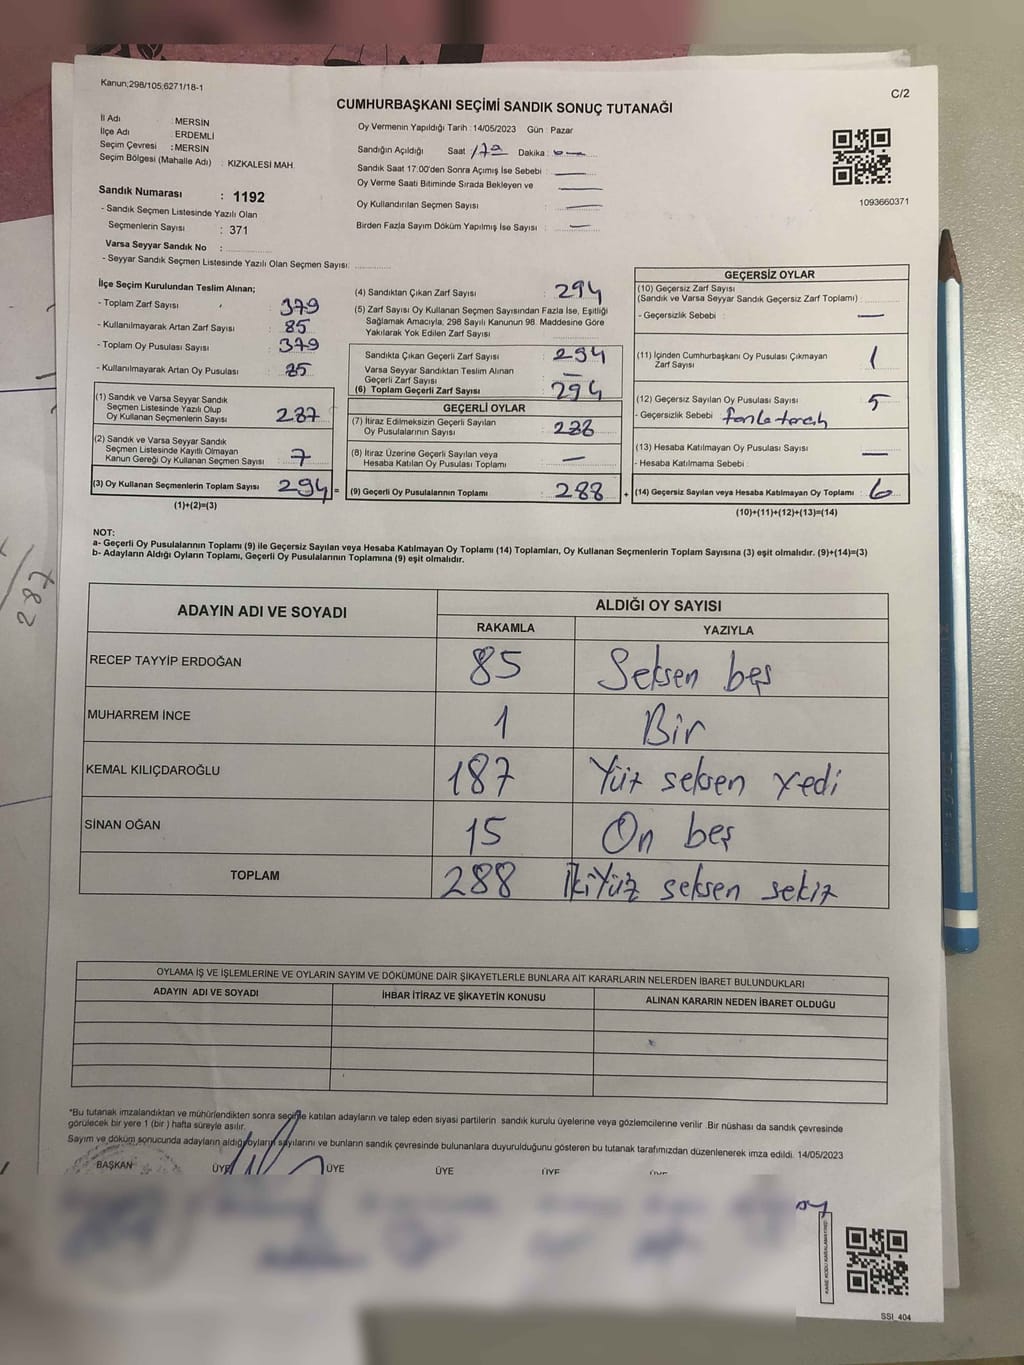 Kanun;298/105;6271/18-1
C/2
CUMHURBAŞKANI SEÇİMİ SANDIK SONUÇ TUTANAĞI
İl Adı : MERSİN
İlçe Adı : ERDEMLİ
Seçim Çevresi : MERSİN
Seçim Bölgesi (Mahalle Adı) : KIZKALESİ MAH.
Sandık Numarası : 1192
- Sandık Seçmen Listesinde Yazılı Olan
Seçmenlerin Sayısı : 371
Varsa Seyyar Sandık No :
- Seyyar Sandık Seçmen Listesinde Yazılı Olan Seçmen Sayısı:
Oy Vermenin Yapıldığı Tarih : 14/05/2023 Gün : Pazar
Sandığın Açıldığı Saat : Dakika :
Sandık Saat 17:00'den Sonra Açımış İse Sebebi :
Oy Verme Saati Bitiminde Sırada Bekleyen ve
Oy Kullandırılan Seçmen Sayısı :
Birden Fazla Sayım Döküm Yapılmış İse Sayısı :
1093660371
İlçe Seçim Kurulundan Teslim Alınan;
- Toplam Zarf Sayısı : 379
- Kullanılmayarak Artan Zarf Sayısı : 85
- Toplam Oy Pusulası Sayısı : 379
- Kullanılmayarak Artan Oy Pusulası : 85
(1) Sandık ve Varsa Seyyar Sandık
Seçmen Listesinde Yazılı Olup
Oy Kullanan Seçmenlerin Sayısı : 287
(2) Sandık ve Varsa Seyyar Sandık
Seçmen Listesinde Kayılı Olmayan
Kanun Gereği Oy Kullanan Seçmen Sayısı : 7
(3) Oy Kullanan Seçmenlerin Toplam Sayısı : 294 =
(1)+(2)=(3)
(4) Sandıktan Çıkan Zarf Sayısı : 294
(5) Zarf Sayısı Oy Kullanan Seçmen Sayısından Fazla İse, Eşitliği
Sağlamak Amacıyla; 298 Sayılı Kanunun 98. Maddesine Göre
Yakılarak Yok Edilen Zarf Sayısı :
Sandıkta Çıkan Geçerli Zarf Sayısı : 294
Varsa Seyyar Sandıktan Teslim Alınan
Geçerli Zarf Sayısı : —
(6) Toplam Geçerli Zarf Sayısı : 294
GEÇERLİ OYLAR
(7) İtiraz Edilmeksizin Geçerli Sayılan
Oy Pusulalarının Sayısı : 288
(8) İtiraz Üzerine Geçerli Sayılan veya
Hesaba Katılan Oy Pusulası Toplamı : —
(9) Geçerli Oy Pusulalarının Toplamı : 288 +
GEÇERSİZ OYLAR
(10) Geçersiz Zarf Sayısı
(Sandık ve Varsa Seyyar Sandık Geçersiz Zarf Toplamı) :
- Geçersizlik Sebebi : —
(11) İçinden Cumhurbaşkanı Oy Pusulası Çıkmayan
Zarf Sayısı : 1
(12) Geçersiz Sayılan Oy Pusulası Sayısı : 5
- Geçersizlik Sebebi :
(13) Hesaba Katılmayan Oy Pusulası Sayısı : —
- Hesaba Katılmama Sebebi :
(14) Geçersiz Sayılan veya Hesaba Katılmayan Oy Toplamı : 6
(10)+(11)+(12)+(13)=(14)
NOT:
a- Geçerli Oy Pusulalarının Toplamı (9) ile Geçersiz Sayılan veya Hesaba Katılmayan Oy Toplamı (14) Toplamları, Oy Kullanan Seçmenlerin Toplam Sayısına (3) eşit olmalıdır. (9)+(14)=(3)
b- Adayların Aldığı Oyların Toplamı, Geçerli Oy Pusulalarının Toplamına (9) eşit olmalıdır.
ADAYIN ADI VE SOYADI ALDIĞI OY SAYISI
RAKAMLA YAZIYLA
RECEP TAYYİP ERDOĞAN 85 Seksen beş
MUHARREM İNCE 1 Bir
KEMAL KILIÇDAROĞLU 187 Yüz seksen yedi
SİNAN OĞAN 15 On beş
TOPLAM 288 İkiyüz seksen sekiz
OYLAMA İŞ VE İŞLEMLERİNE VE OYLARIN SAYIM VE DÖKÜMÜNE DAİR ŞİKAYETLERLE BUNLARA AİT KARARLARIN NELERDEN İBARET BULUNDUKLARI
ADAYIN ADI VE SOYADI İHBAR İTİRAZ VE ŞİKAYETİN KONUSU ALINAN KARARIN NEDEN İBARET OLDUĞU
*Bu tutanak imzalandıktan ve mühürlendikten sonra seçime katılan adayların ve talep eden siyasi partilerin sandık kurulu üyelerine veya gözlemcilerine verilir .Bir nüshası da sandık çevresinde
görülecek bir yere 1 (bir ) hafta süreyle asılır.
Sayım ve döküm sonucunda adayların aldığı oyların sayılarını ve bunların sandık çevresinde bulunanlara duyurulduğunu gösteren bu tutanak tarafımızdan düzenlenerek imza edildi. 14/05/2023
BAŞKAN ÜYE ÜYE ÜYE ÜYE ÜYE
SSI_404
287